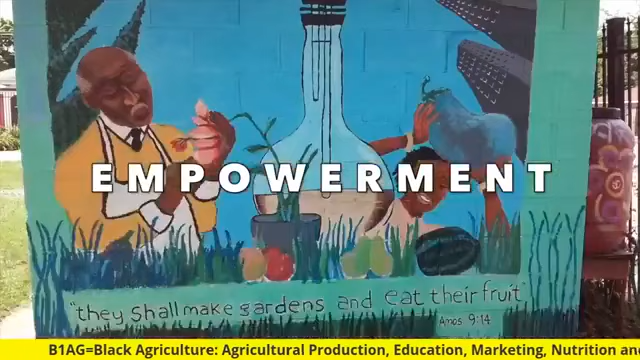 EMPOWERMENT
"they shall make gardens and eat their fruit"
Amos 9:14
B1AG=Black Agriculture: Agricultural Production, Education, Marketing, Nutrition an